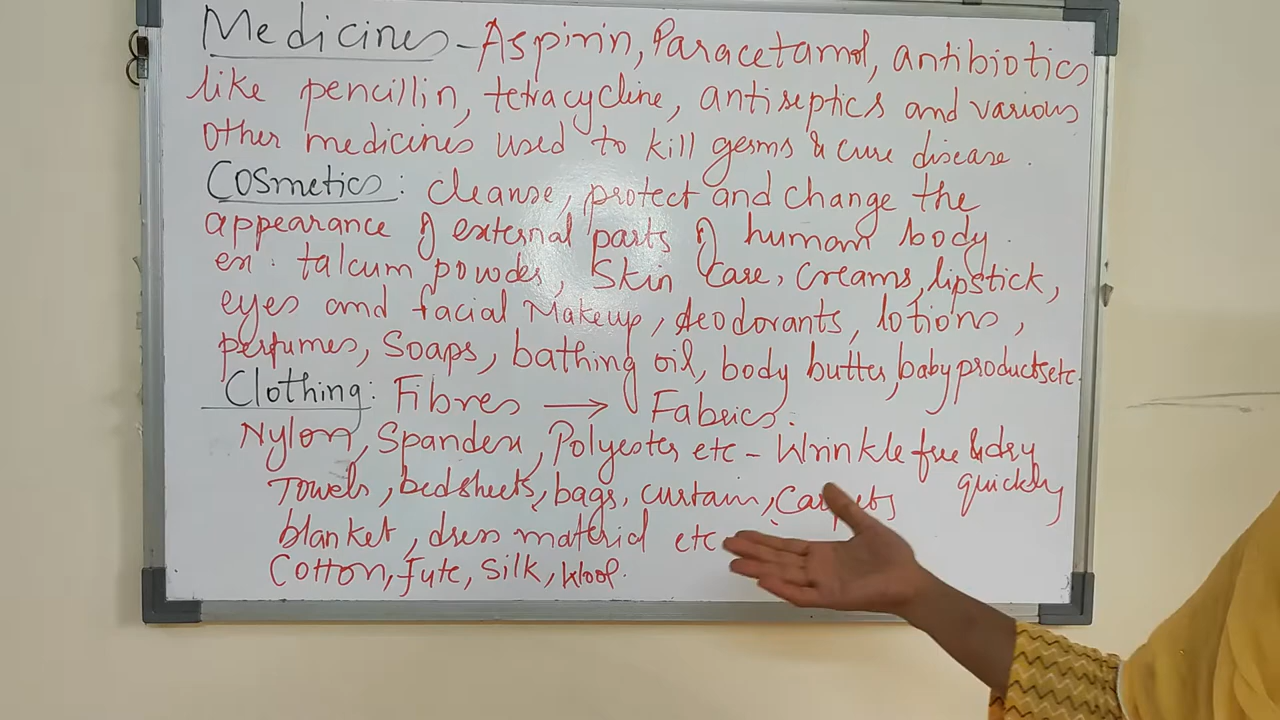 Medicines - Aspirin, Paracetamol, antibiotics
like pencillin, tetracycline, antiseptics and various
other medicines used to kill germs & cure disease.
Cosmetics: cleanse, protect and change the
appearance of external parts of human body.
ex: talcum powder, Skin Care, Creams, lipstick,
eyes and facial Makeup, deodorants, lotions,
perfumes, Soaps, bathing oil, body butter, baby products etc.
Clothing: Fibres → Fabrics:
Nylon, Spandex, Polyester etc - Wrinkle free & dry
quickly
Towels, bedsheets, bags, curtain, Carpets
blanket, dress material etc
Cotton, Jute, Silk, Wool.